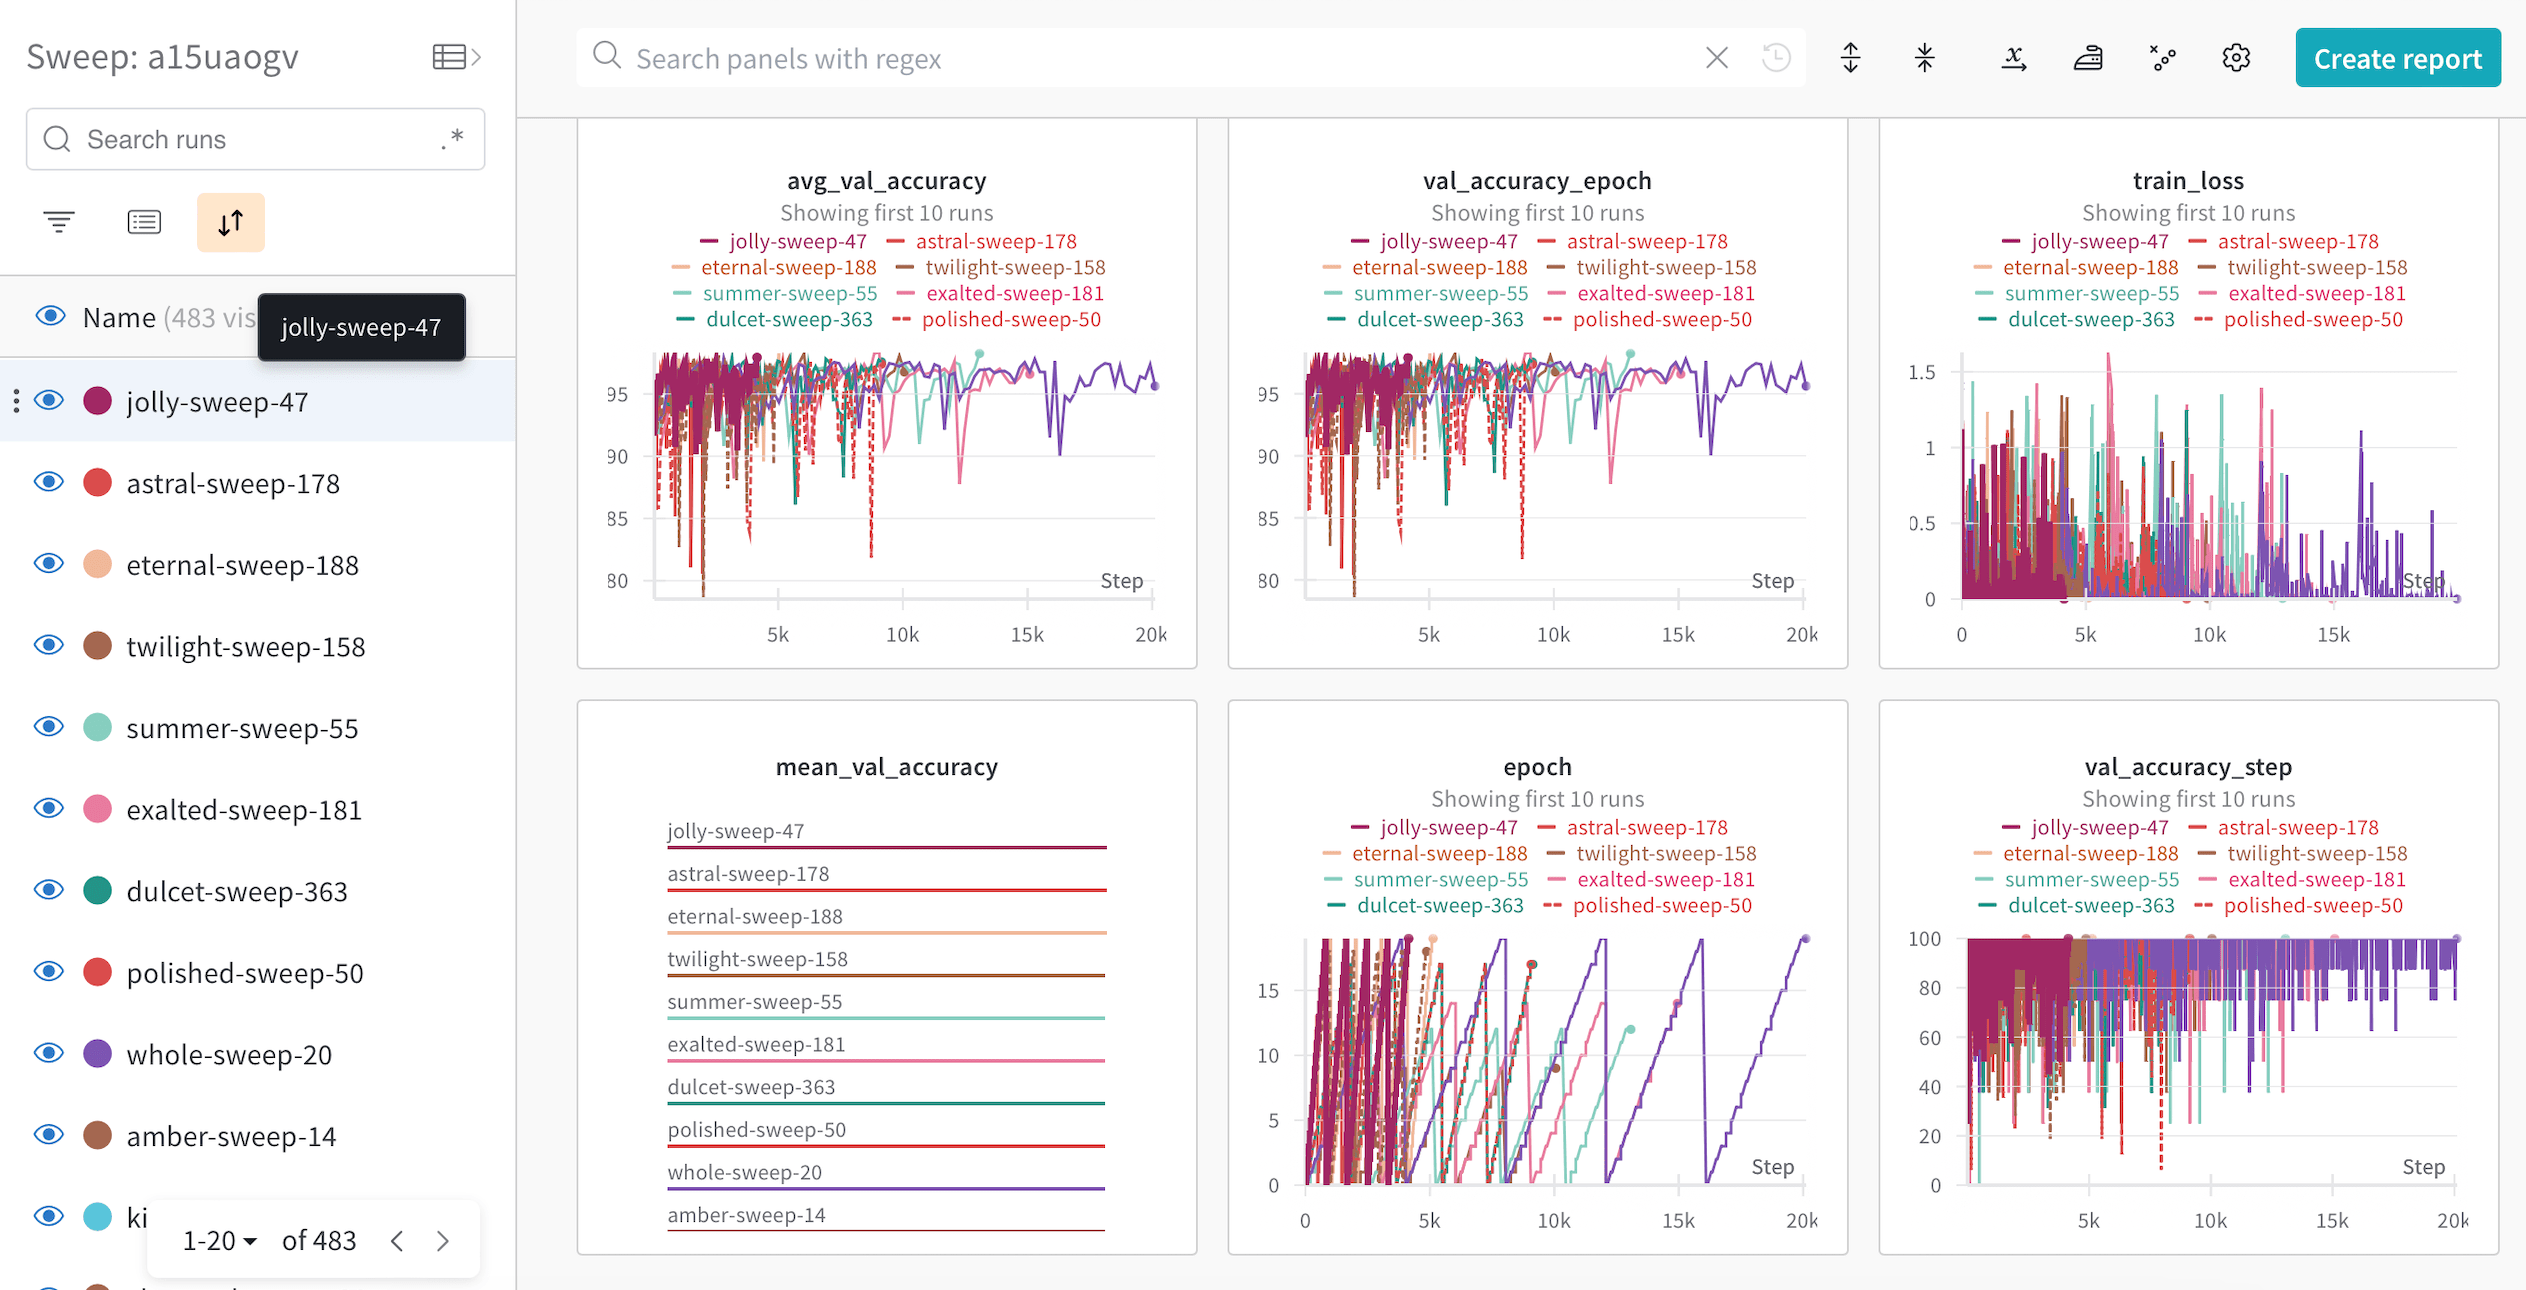 Sweep: a15uaogv
Search runs
.*
Name (483 vis
jolly-sweep-47
jolly-sweep-47
astral-sweep-178
eternal-sweep-188
twilight-sweep-158
summer-sweep-55
exalted-sweep-181
dulcet-sweep-363
polished-sweep-50
whole-sweep-20
amber-sweep-14
ki
1-20 of 483
Search panels with regex
Create report
avg_val_accuracy
Showing first 10 runs
jolly-sweep-47 astral-sweep-178
eternal-sweep-188 twilight-sweep-158
summer-sweep-55 exalted-sweep-181
dulcet-sweep-363 polished-sweep-50
95
90
85
80
Step
5k 10k 15k 20k
val_accuracy_epoch
Showing first 10 runs
jolly-sweep-47 astral-sweep-178
eternal-sweep-188 twilight-sweep-158
summer-sweep-55 exalted-sweep-181
dulcet-sweep-363 polished-sweep-50
95
90
85
80
Step
5k 10k 15k 20k
train_loss
Showing first 10 runs
jolly-sweep-47 astral-sweep-178
eternal-sweep-188 twilight-sweep-158
summer-sweep-55 exalted-sweep-181
dulcet-sweep-363 polished-sweep-50
1.5
1
0.5
0
Step
0 5k 10k 15k
mean_val_accuracy
jolly-sweep-47
astral-sweep-178
eternal-sweep-188
twilight-sweep-158
summer-sweep-55
exalted-sweep-181
dulcet-sweep-363
polished-sweep-50
whole-sweep-20
amber-sweep-14
epoch
Showing first 10 runs
jolly-sweep-47 astral-sweep-178
eternal-sweep-188 twilight-sweep-158
summer-sweep-55 exalted-sweep-181
dulcet-sweep-363 polished-sweep-50
15
10
5
0
Step
0 5k 10k 15k 20k
val_accuracy_step
Showing first 10 runs
jolly-sweep-47 astral-sweep-178
eternal-sweep-188 twilight-sweep-158
summer-sweep-55 exalted-sweep-181
dulcet-sweep-363 polished-sweep-50
100
80
60
40
20
0
Step
5k 10k 15k 20k